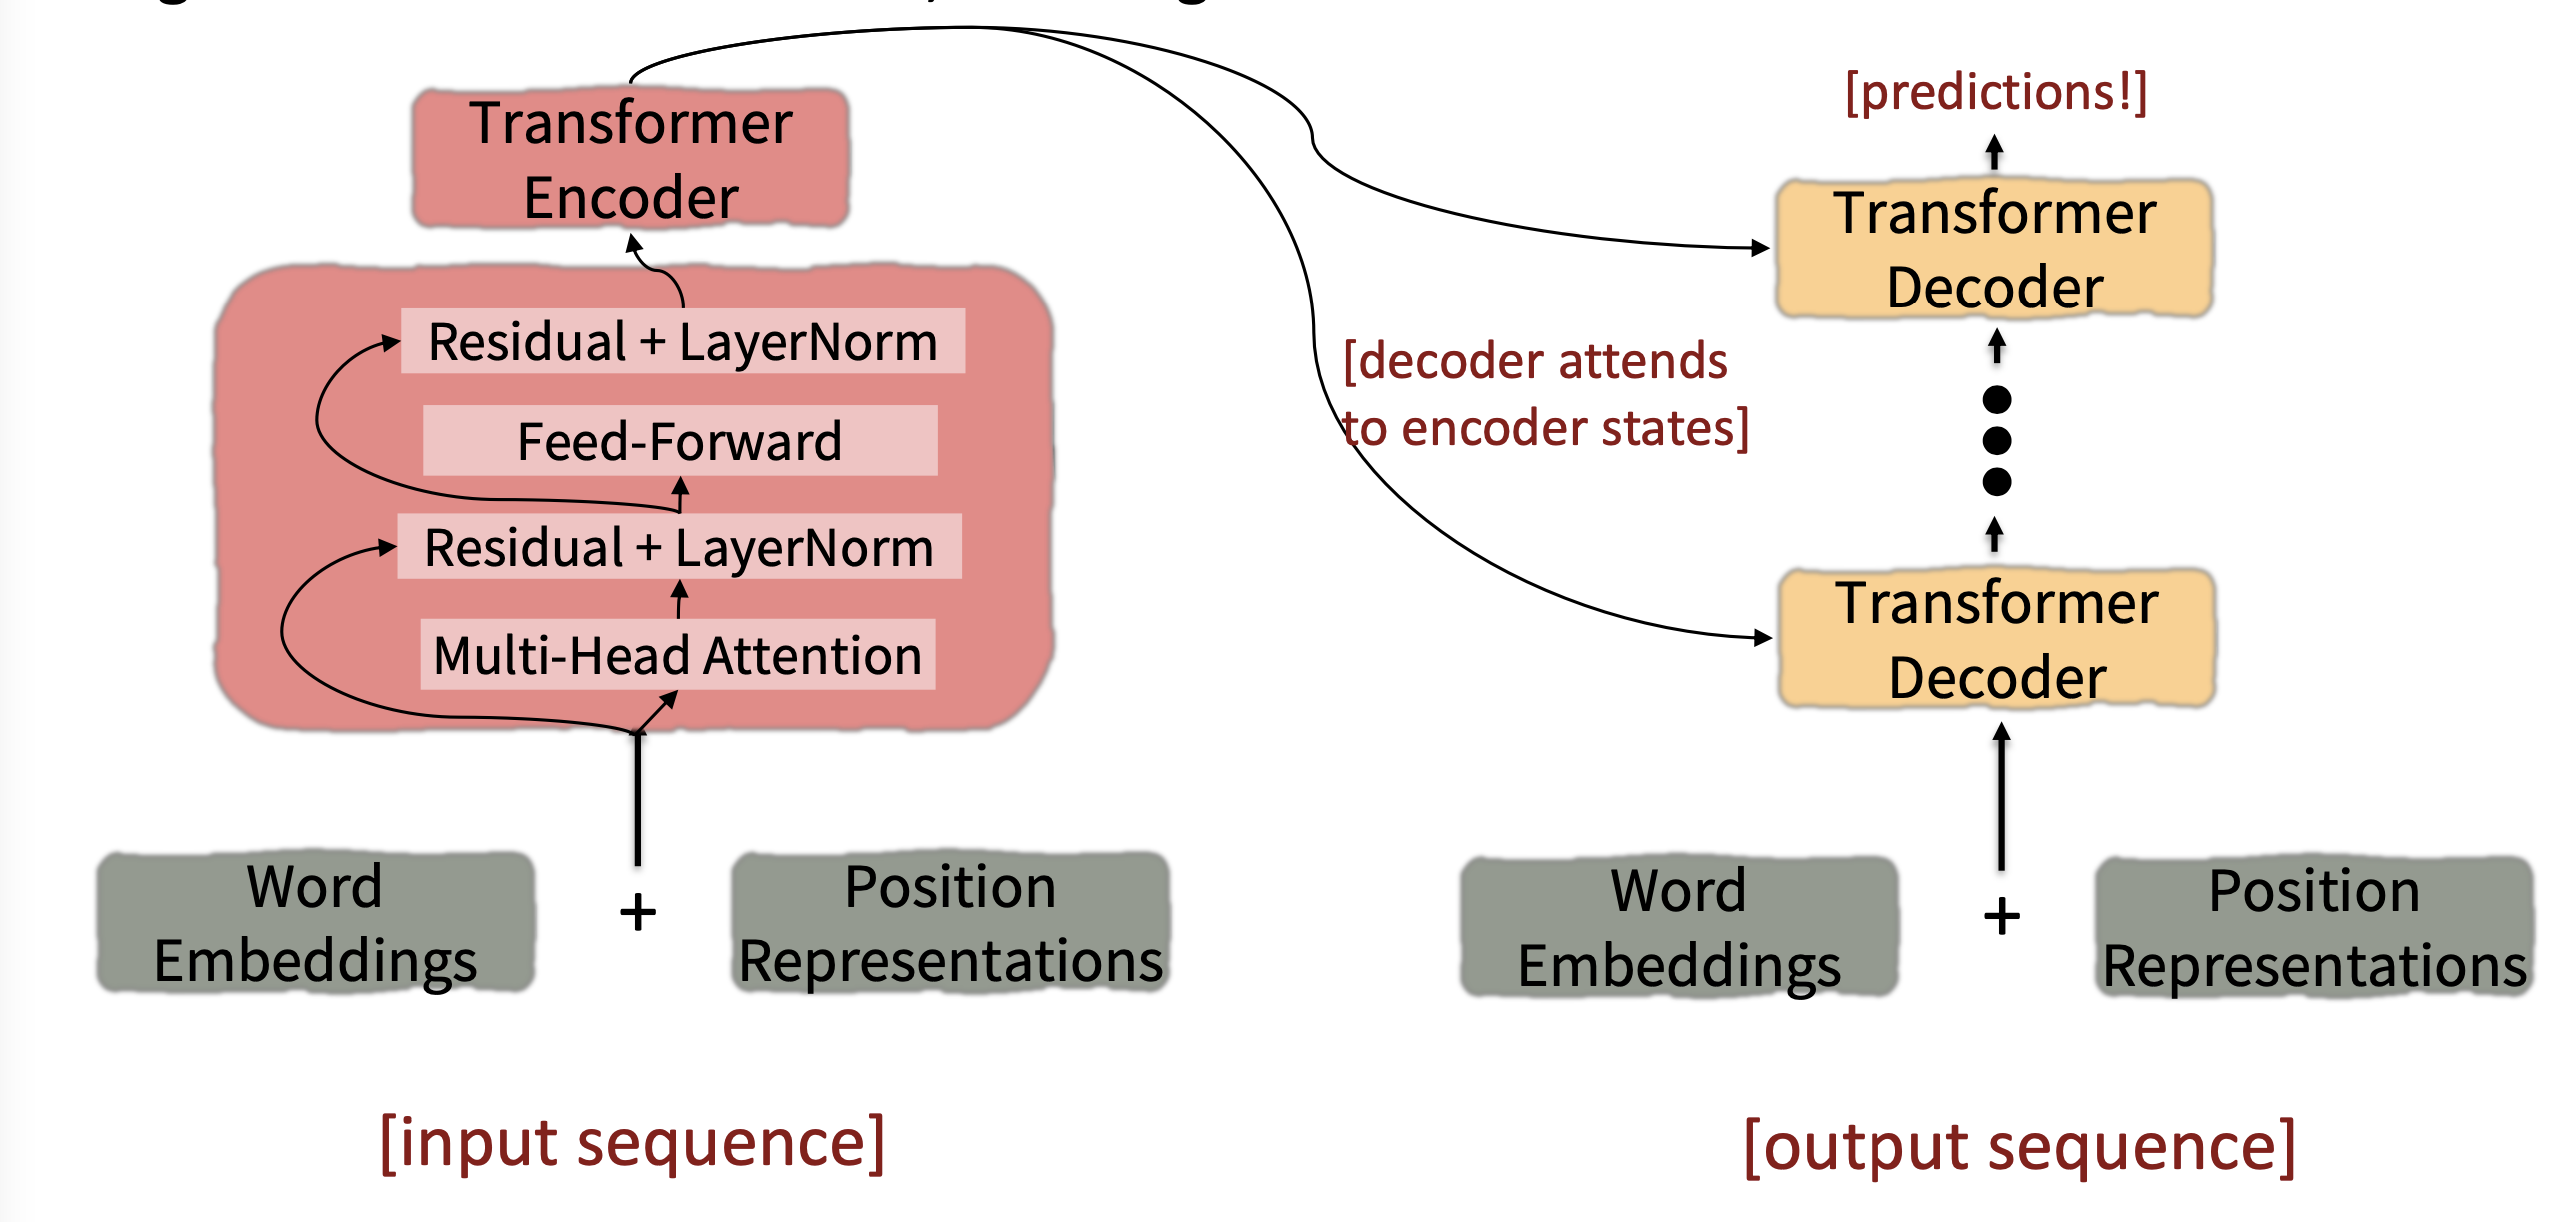 Transformer
Encoder
Residual + LayerNorm
Feed-Forward
Residual + LayerNorm
Multi-Head Attention
Word
Embeddings
+
Position
Representations
[input sequence]
[decoder attends
to encoder states]
[predictions!]
Transformer
Decoder
Transformer
Decoder
Word
Embeddings
+
Position
Representations
[output sequence]